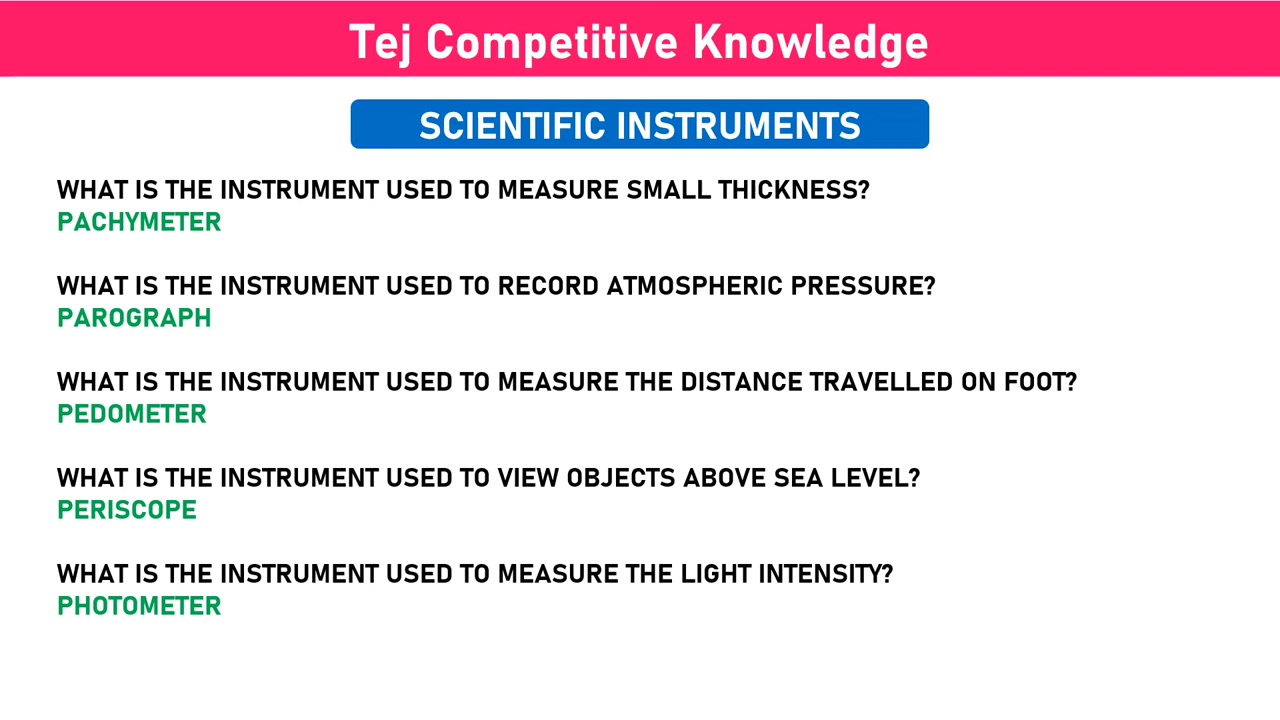 Tej Competitive Knowledge
SCIENTIFIC INSTRUMENTS
WHAT IS THE INSTRUMENT USED TO MEASURE SMALL THICKNESS?
PACHYMETER
WHAT IS THE INSTRUMENT USED TO RECORD ATMOSPHERIC PRESSURE?
PAROGRAPH
WHAT IS THE INSTRUMENT USED TO MEASURE THE DISTANCE TRAVELLED ON FOOT?
PEDOMETER
WHAT IS THE INSTRUMENT USED TO VIEW OBJECTS ABOVE SEA LEVEL?
PERISCOPE
WHAT IS THE INSTRUMENT USED TO MEASURE THE LIGHT INTENSITY?
PHOTOMETER